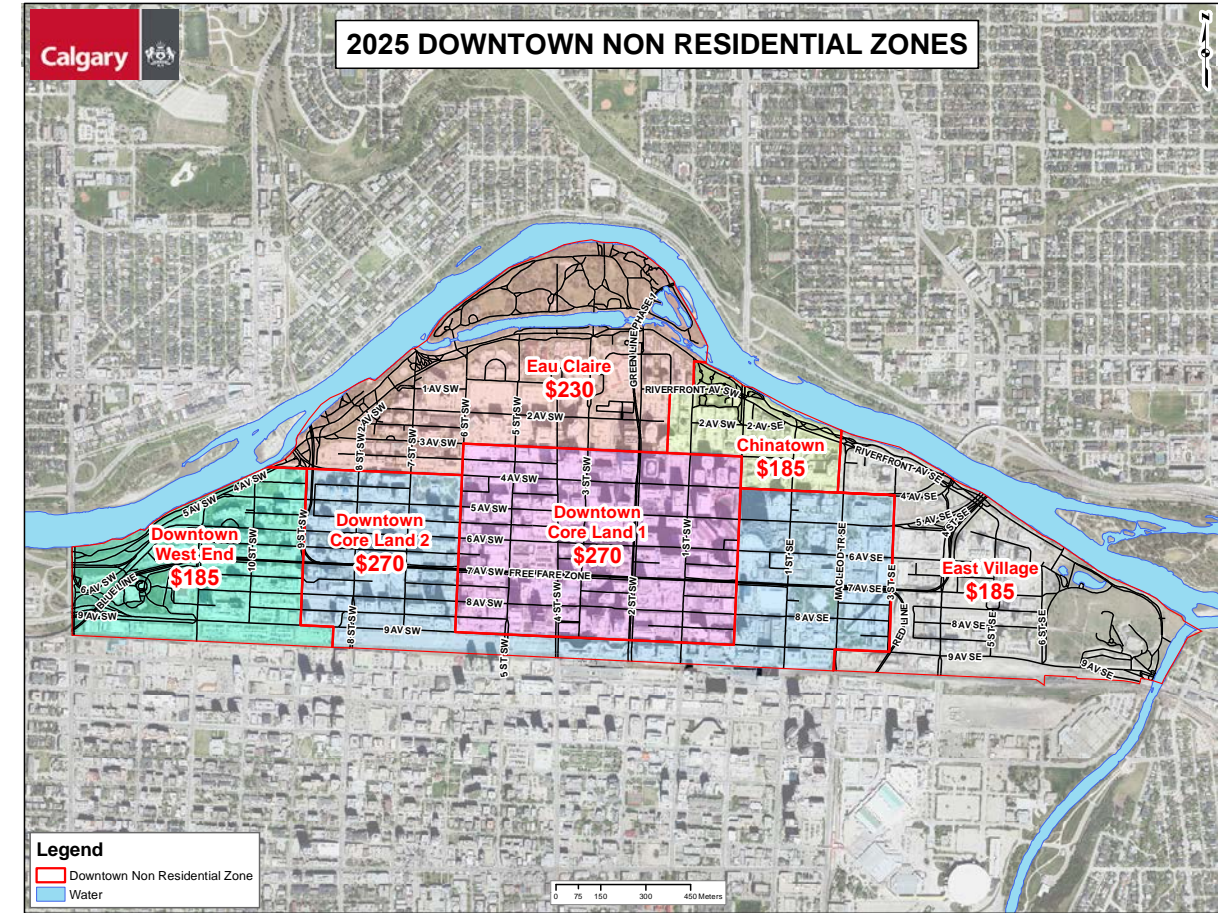 Calgary
2025 DOWNTOWN NON RESIDENTIAL ZONES
N
GREEN LINE PHASE 1
Eau Claire
$230
1 AV SW
RIVERFRONT AV SW
2 AV SW
2 AV SW
2 AV SW
2 AV SE
3 AV SW
8 ST SW
7 ST SW
6 ST SW
5 ST SW
3 ST SW
Chinatown
$185
RIVERFRONT AV SE
4 AV SW
4 AV SW
4 AV SE
5 AV SW
5 AV SW
5 AV SE
4 ST SE
Downtown
West End
$185
10 ST SW
9 ST SW
Downtown
Core Land 2
$270
Downtown
Core Land 1
$270
6 AV SW
1 ST SW
1 ST SE
MACLEOD TR SE
6 AV SE
3 ST SE
East Village
$185
6 AV SW
BLUE LINE
7 AV SW
FREE FARE ZONE
7 AV SE
8 AV SW
4 ST SW
2 ST SW
8 AV SE
RED LINE
8 AV SE
5 ST SE
6 ST SE
9 AV SW
8 ST SW
9 AV SW
5 ST SW
9 AV SE
9 AV SE
Legend
Downtown Non Residential Zone
Water
0 75 150 300 450 Meters